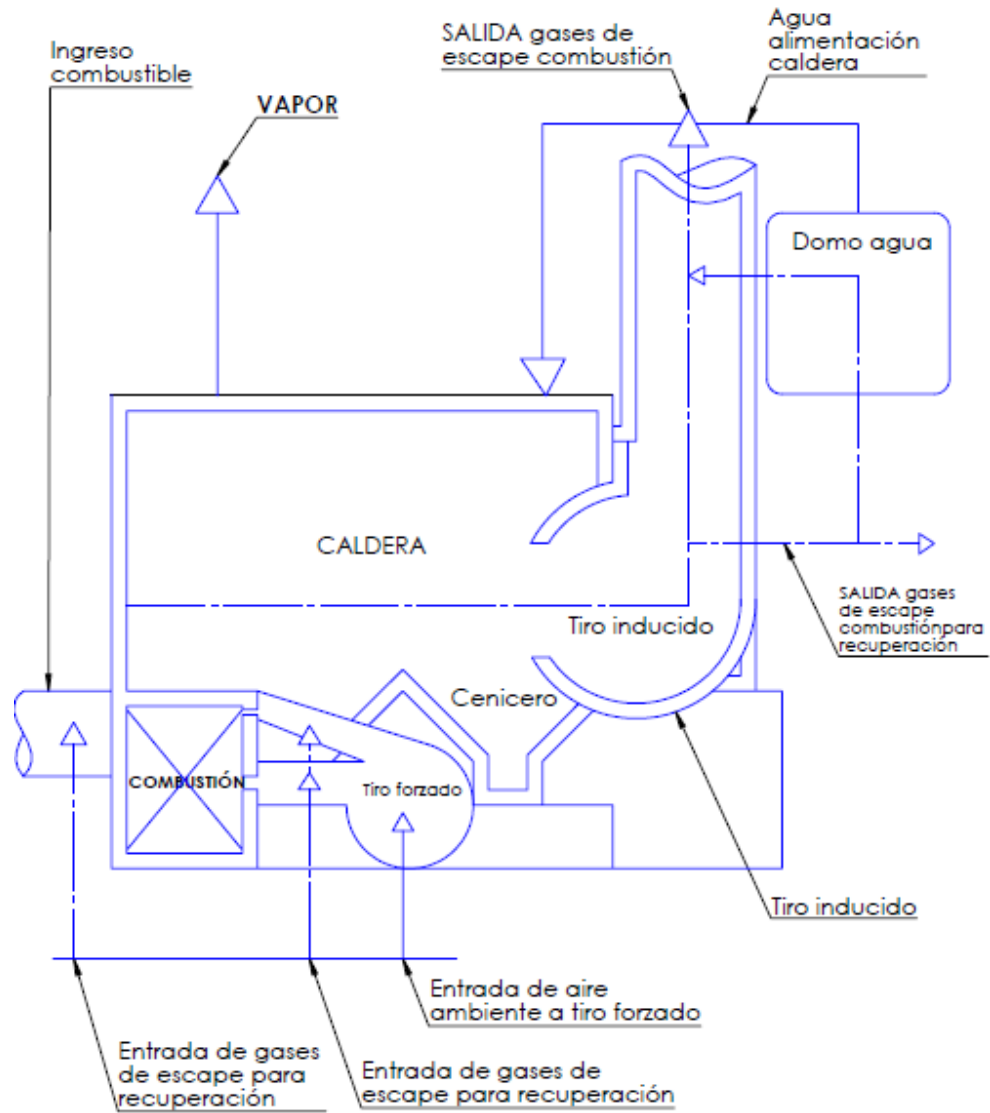 Ingreso
combustible
SALIDA gases de
escape combustión
Agua
alimentación
caldera
VAPOR
Domo agua
CALDERA
SALIDA gases
de escape
combustiónpara
recuperación
Tiro inducido
Cenicero
COMBUSTIÓN
Tiro forzado
Tiro inducido
Entrada de aire
ambiente a tiro forzado
Entrada de gases
de escape para
recuperación
Entrada de gases de
escape para recuperación